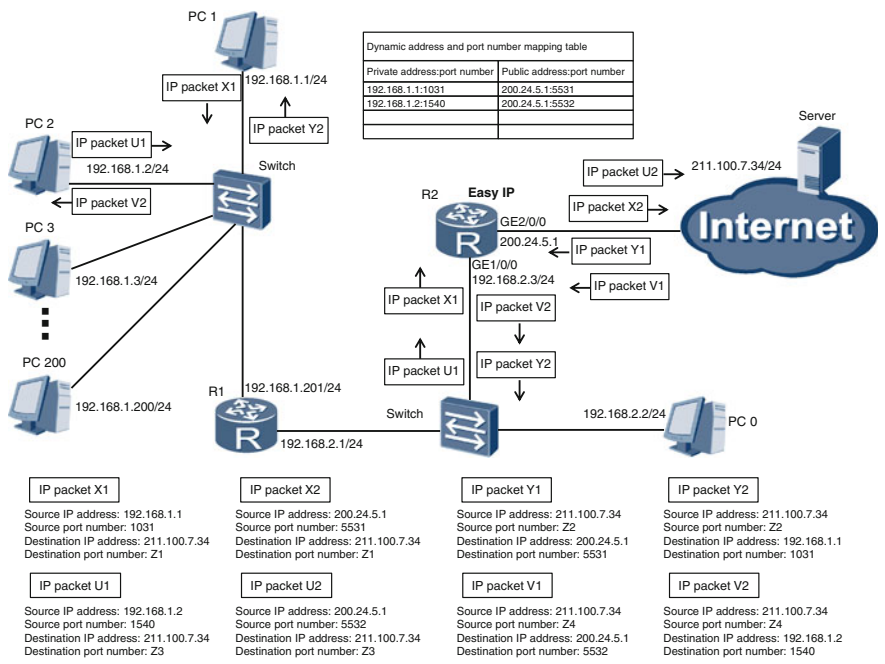 PC 1
Dynamic address and port number mapping table
Private address:port number Public address:port number
192.168.1.1:1031 200.24.5.1:5531
192.168.1.2:1540 200.24.5.1:5532
192.168.1.1/24
IP packet X1
IP packet Y2
PC 2
IP packet U1
192.168.1.2/24
IP packet V2
Switch
Server
IP packet U2
211.100.7.34/24
R2
Easy IP
IP packet X2
Internet
R
GE2/0/0
200.24.5.1
IP packet Y1
GE1/0/0
192.168.2.3/24
IP packet V1
PC 3
192.168.1.3/24
IP packet X1
IP packet V2
IP packet U1
IP packet Y2
PC 200
192.168.1.200/24
R1
192.168.1.201/24
R
192.168.2.1/24
Switch
192.168.2.2/24
PC 0
IP packet X1
Source IP address: 192.168.1.1
Source port number: 1031
Destination IP address: 211.100.7.34
Destination port number: Z1
IP packet X2
Source IP address: 200.24.5.1
Source port number: 5531
Destination IP address: 211.100.7.34
Destination port number: Z1
IP packet Y1
Source IP address: 211.100.7.34
Source port number: Z2
Destination IP address: 200.24.5.1
Destination port number: 5531
IP packet Y2
Source IP address: 211.100.7.34
Source port number: Z2
Destination IP address: 192.168.1.1
Destination port number: 1031
IP packet U1
Source IP address: 192.168.1.2
Source port number: 1540
Destination IP address: 211.100.7.34
Destination port number: Z3
IP packet U2
Source IP address: 200.24.5.1
Source port number: 5532
Destination IP address: 211.100.7.34
Destination port number: Z3
IP packet V1
Source IP address: 211.100.7.34
Source port number: Z4
Destination IP address: 200.24.5.1
Destination port number: 5532
IP packet V2
Source IP address: 211.100.7.34
Source port number: Z4
Destination IP address: 192.168.1.2
Destination port number: 1540